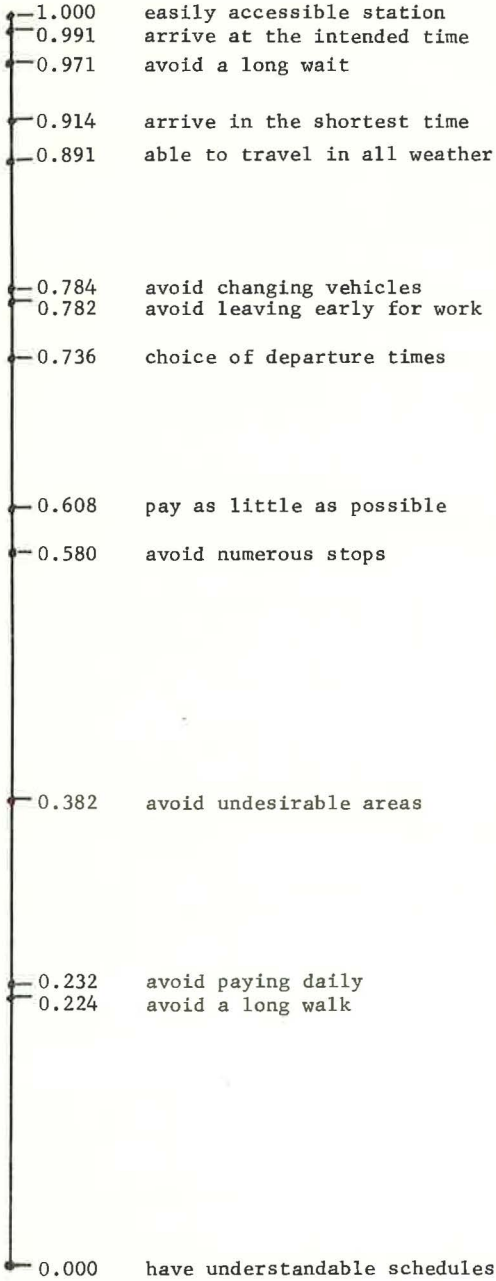 1.000 easily accessible station
0.991 arrive at the intended time
0.971 avoid a long wait
0.914 arrive in the shortest time
0.891 able to travel in all weather
0.784 avoid changing vehicles
0.782 avoid leaving early for work
0.736 choice of departure times
0.608 pay as little as possible
0.580 avoid numerous stops
0.382 avoid undesirable areas
0.232 avoid paying daily
0.224 avoid a long walk
0.000 have understandable schedules